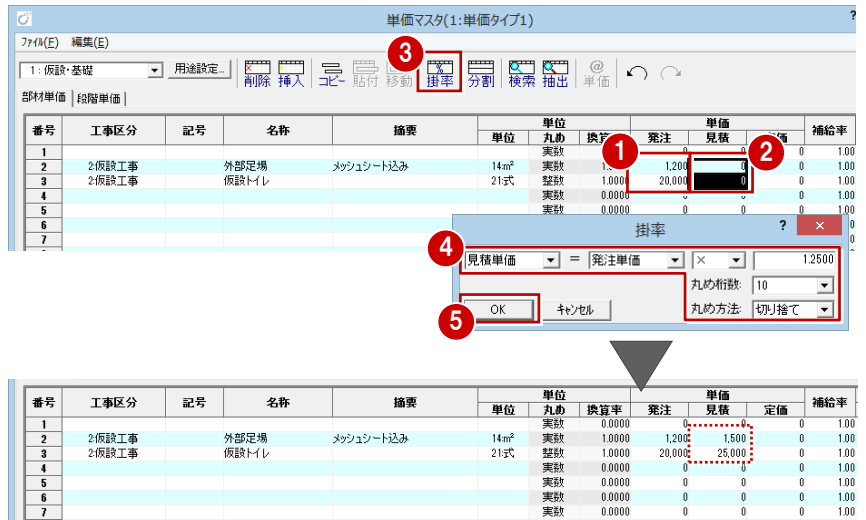 単価マスタ(1:単価タイプ1) ?
ファイル(F) 編集(E)
1:仮設・基礎 用途設定... 削除 挿入 コピー 貼付 移動 掛率 分割 検索 抽出 @ 単価
3
部材単価 段階単価
番号 工事区分 記号 名称 摘要 単位 単価 補給率
単位 丸め 換算率 発注 見積
1 実数 0 0 1.00
2 2:仮設工事 外部足場 メッシュシート込み 14:m² 実数 1,200 0 0 1.00
3 2:仮設工事 仮設トイレ 21:式 整数 1.0000 20,000 0 0 1.00
4 実数 0.0000 0 0 0 1.00
5 実数 0.0000 0 0 0 1.00
6
7
1
2
掛率 ? ×
4
見積単価 = 発注単価 × 1.2500
丸め桁数: 10
5 OK キャンセル 丸め方法: 切り捨て
番号 工事区分 記号 名称 摘要 単位 単価 補給率
単位 丸め 換算率 発注 見積 定価
1 実数 0.0000 0 0 0 1.00
2 2:仮設工事 外部足場 メッシュシート込み 14:m² 実数 1.0000 1,200 1,500 0 1.00
3 2:仮設工事 仮設トイレ 21:式 整数 1.0000 20,000 25,000 0 1.00
4 実数 0.0000 0 0 0 1.00
5 実数 0.0000 0 0 0 1.00
6 実数 0.0000 0 0 0 1.00
7 実数 0.0000 0 0 0 1.00